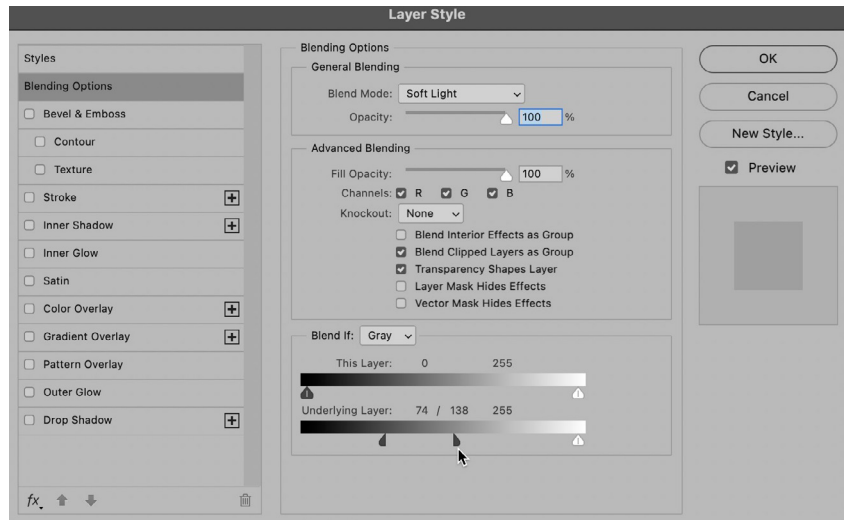 Layer Style
Styles
Blending Options
Bevel & Emboss
Contour
Texture
Stroke
Inner Shadow
Inner Glow
Satin
Color Overlay
Gradient Overlay
Pattern Overlay
Outer Glow
Drop Shadow
fx
Blending Options
General Blending
Blend Mode: Soft Light
Opacity: 100 %
Advanced Blending
Fill Opacity: 100 %
Channels: R G B
Knockout: None
Blend Interior Effects as Group
Blend Clipped Layers as Group
Transparency Shapes Layer
Layer Mask Hides Effects
Vector Mask Hides Effects
Blend If: Gray
This Layer: 0 255
Underlying Layer: 74 / 138 255
OK
Cancel
New Style...
Preview